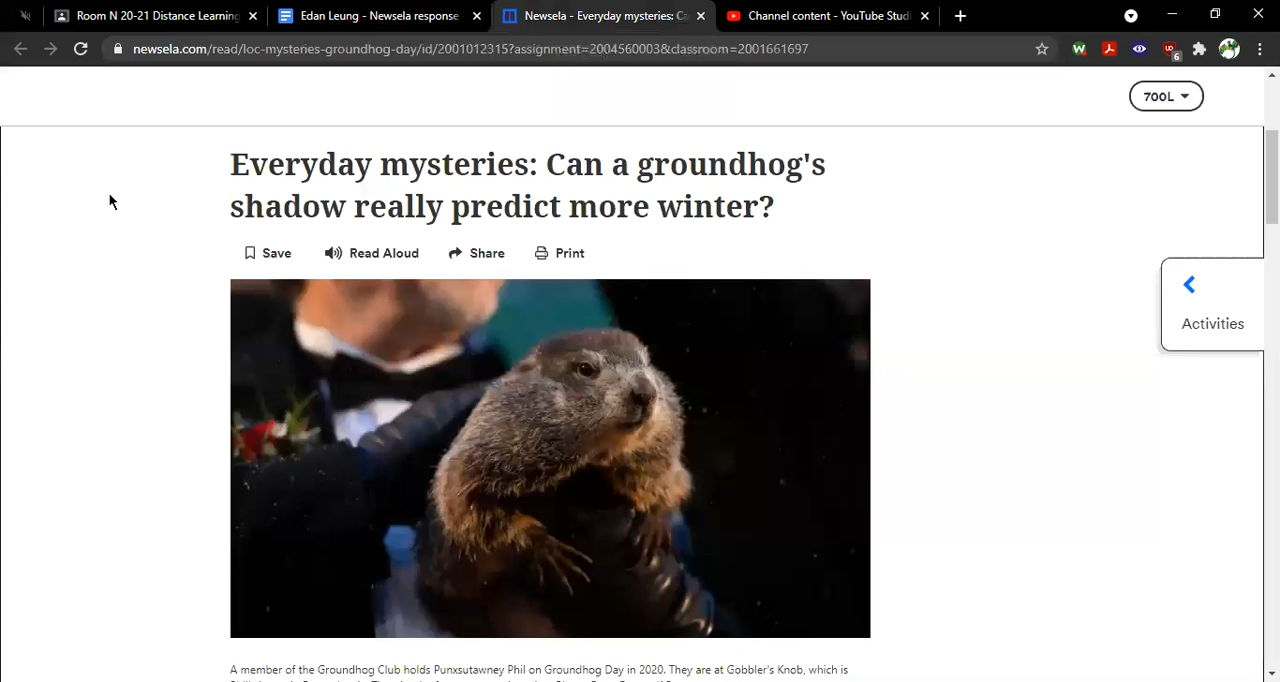 Room N 20-21 Distance Learning
Edan Leung - Newsela response
Newsela - Everyday mysteries: Ca
Channel content - YouTube Studi
newsela.com/read/loc-mysteries-groundhog-day/id/2001012315?assignment=2004560003&classroom=2001661697
6
700L
Everyday mysteries: Can a groundhog's
shadow really predict more winter?
Save Read Aloud Share Print
Activities
A member of the Groundhog Club holds Punxsutawney Phil on Groundhog Day in 2020. They are at Gobbler's Knob, which is